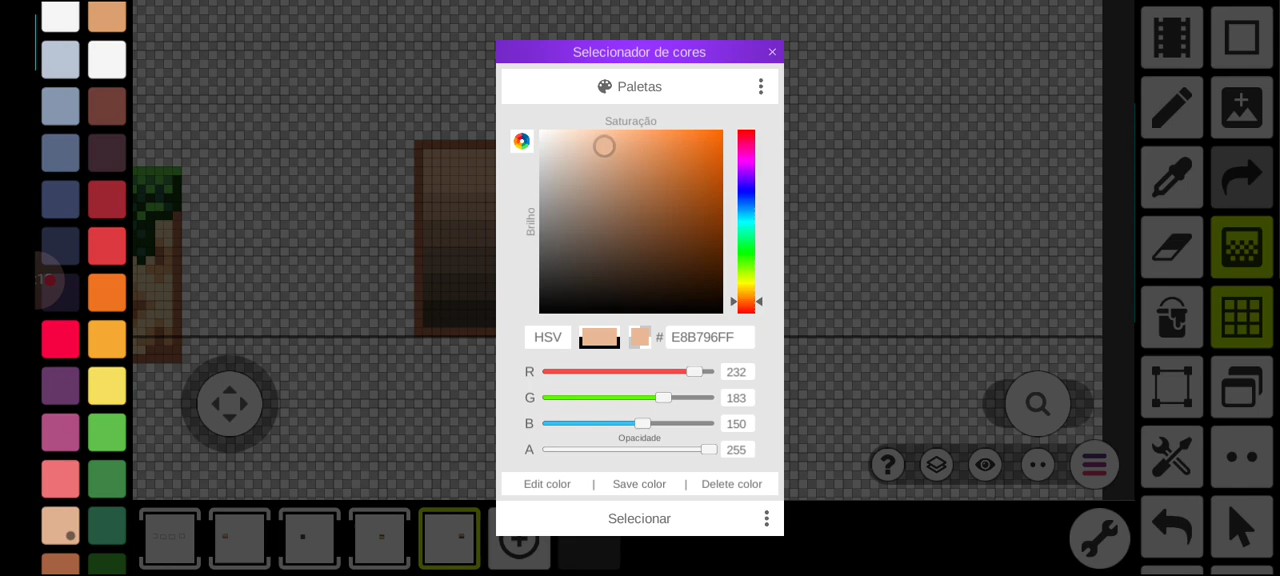 Selecionador de cores ×
Paletas
Saturação
Brilho
HSV # E8B796FF
R 232
G 183
B 150
Opacidade
A 255
Edit color | Save color | Delete color
Selecionar
?